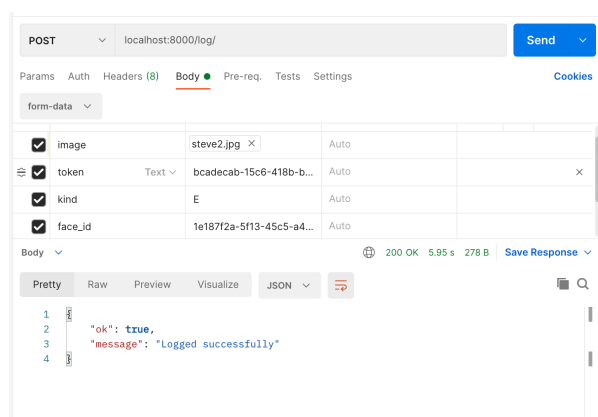 POST localhost:8000/log/ Send
Params Auth Headers (8) Body Pre-req. Tests Settings Cookies
form-data
image steve2.jpg × Auto
token Text bcadecab-15c6-418b-b... Auto ×
kind E Auto
face_id 1e187f2a-5f13-45c5-a4... Auto
Body 200 OK 5.95 s 278 B Save Response
Pretty Raw Preview Visualize JSON
1 {
2 "ok": true,
3 "message": "Logged successfully"
4 }